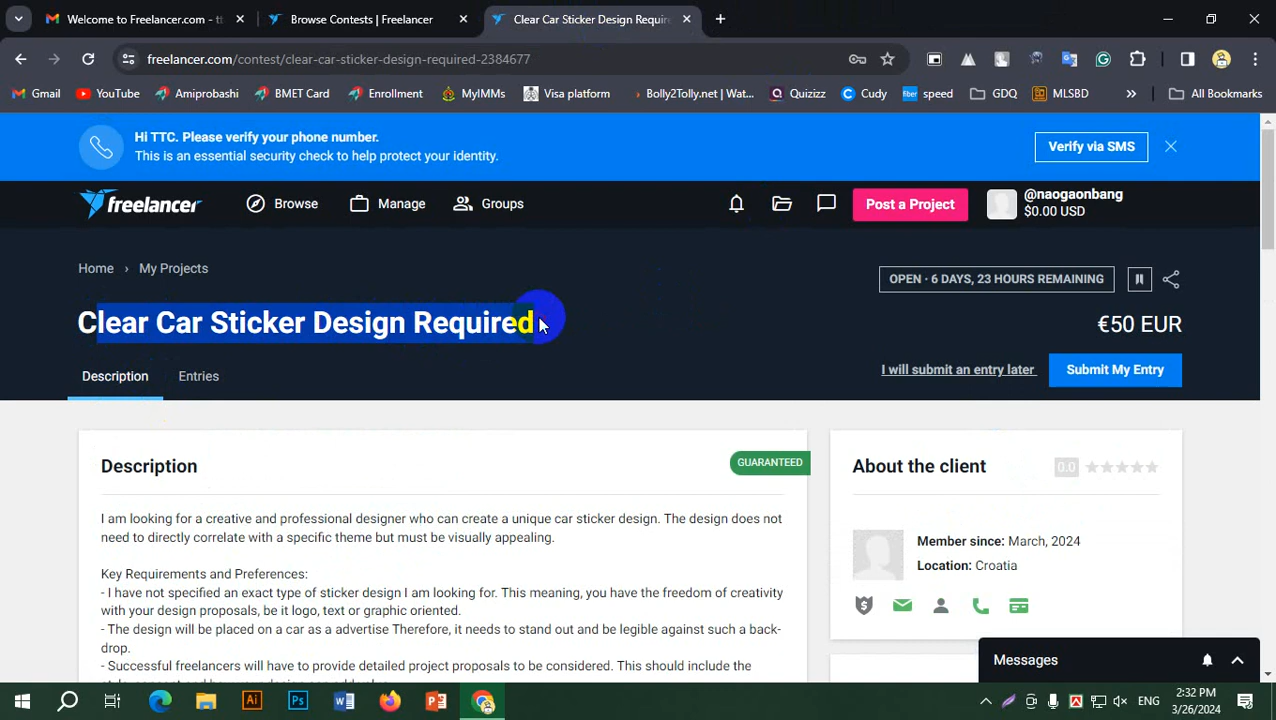 Welcome to Freelancer.com - tt
Browse Contests | Freelancer
Clear Car Sticker Design Requir
freelancer.com/contest/clear-car-sticker-design-required-2384677
Gmail
YouTube
Amiprobashi
BMET Card
Enrollment
MyIMMs
Visa platform
Bolly2Tolly.net | Wat...
Quizizz
Cudy
speed
GDQ
MLSBD
All Bookmarks
Hi TTC. Please verify your phone number.
This is an essential security check to help protect your identity.
Verify via SMS
freelancer
Browse
Manage
Groups
Post a Project
@naogaonbang
$0.00 USD
Home › My Projects
OPEN · 6 DAYS, 23 HOURS REMAINING
Clear Car Sticker Design Required
€50 EUR
Description
Entries
I will submit an entry later
Submit My Entry
Description
GUARANTEED
I am looking for a creative and professional designer who can create a unique car sticker design. The design does not
need to directly correlate with a specific theme but must be visually appealing.
Key Requirements and Preferences:
- I have not specified an exact type of sticker design I am looking for. This meaning, you have the freedom of creativity
with your design proposals, be it logo, text or graphic oriented.
- The design will be placed on a car as a advertise Therefore, it needs to stand out and be legible against such a back-
drop.
- Successful freelancers will have to provide detailed project proposals to be considered. This should include the
About the client
0.0
Member since: March, 2024
Location: Croatia
Messages
ENG
2:32 PM
3/26/2024